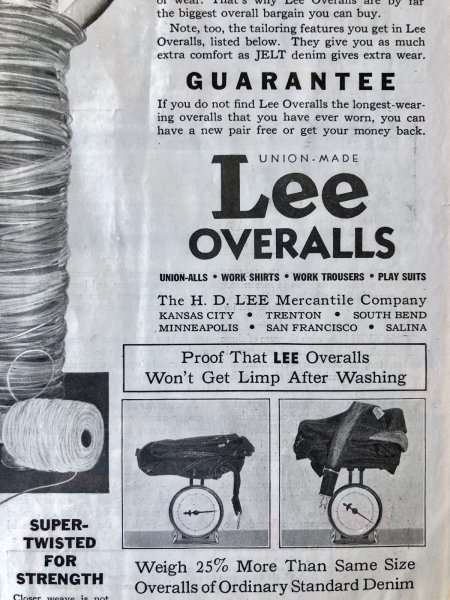 of wear. That's why Lee Overalls are by far
the biggest overall bargain you can buy.
Note, too, the tailoring features you get in Lee
Overalls, listed below. They give you as much
extra comfort as JELT denim gives extra wear.
GUARANTEE
If you do not find Lee Overalls the longest-wear-
ing overalls that you have ever worn, you can
have a new pair free or get your money back.
UNION-MADE
Lee
OVERALLS
UNION-ALLS • WORK SHIRTS • WORK TROUSERS • PLAY SUITS
The H. D. LEE Mercantile Company
KANSAS CITY • TRENTON • SOUTH BEND
MINNEAPOLIS • SAN FRANCISCO • SALINA
Proof That LEE Overalls
Won't Get Limp After Washing
SUPER-
TWISTED
FOR
STRENGTH
Closer weave is not
Weigh 25% More Than Same Size
Overalls of Ordinary Standard Denim